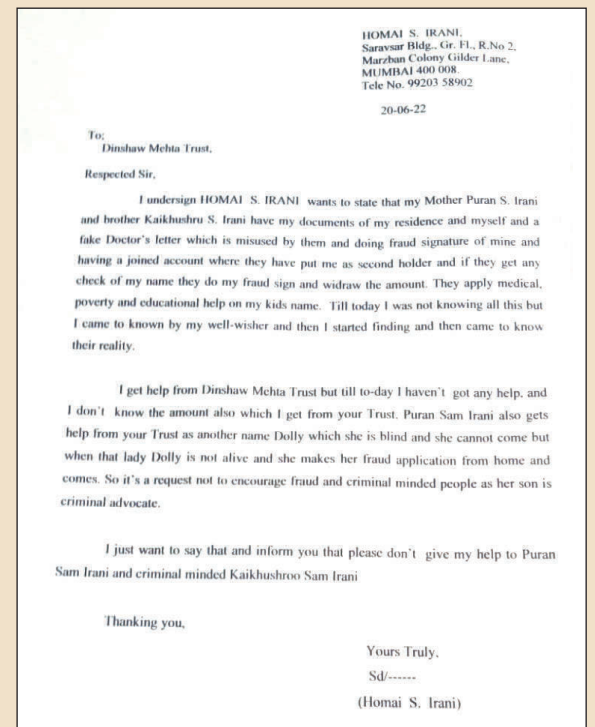 HOMAI S. IRANI,
Saravsar Bldg., Gr. Fl., R.No 2,
Marzban Colony Gilder Lane,
MUMBAI 400 008.
Tele No. 99203 58902
20-06-22
To;
Dinshaw Mehta Trust,
Respected Sir,
I undersign HOMAI S. IRANI wants to state that my Mother Puran S. Irani
and brother Kaikhushru S. Irani have my documents of my residence and myself and a
fake Doctor's letter which is misused by them and doing fraud signature of mine and
having a joined account where they have put me as second holder and if they get any
check of my name they do my fraud sign and widraw the amount. They apply medical,
poverty and educational help on my kids name. Till today I was not knowing all this but
I came to known by my well-wisher and then I started finding and then came to know
their reality.
I get help from Dinshaw Mehta Trust but till to-day I haven't got any help, and
I don't know the amount also which I get from your Trust. Puran Sam Irani also gets
help from your Trust as another name Dolly which she is blind and she cannot come but
when that lady Dolly is not alive and she makes her fraud application from home and
comes. So it's a request not to encourage fraud and criminal minded people as her son is
criminal advocate.
I just want to say that and inform you that please don't give my help to Puran
Sam Irani and criminal minded Kaikhushroo Sam Irani
Thanking you,
Yours Truly,
Sd/------
(Homai S. Irani)